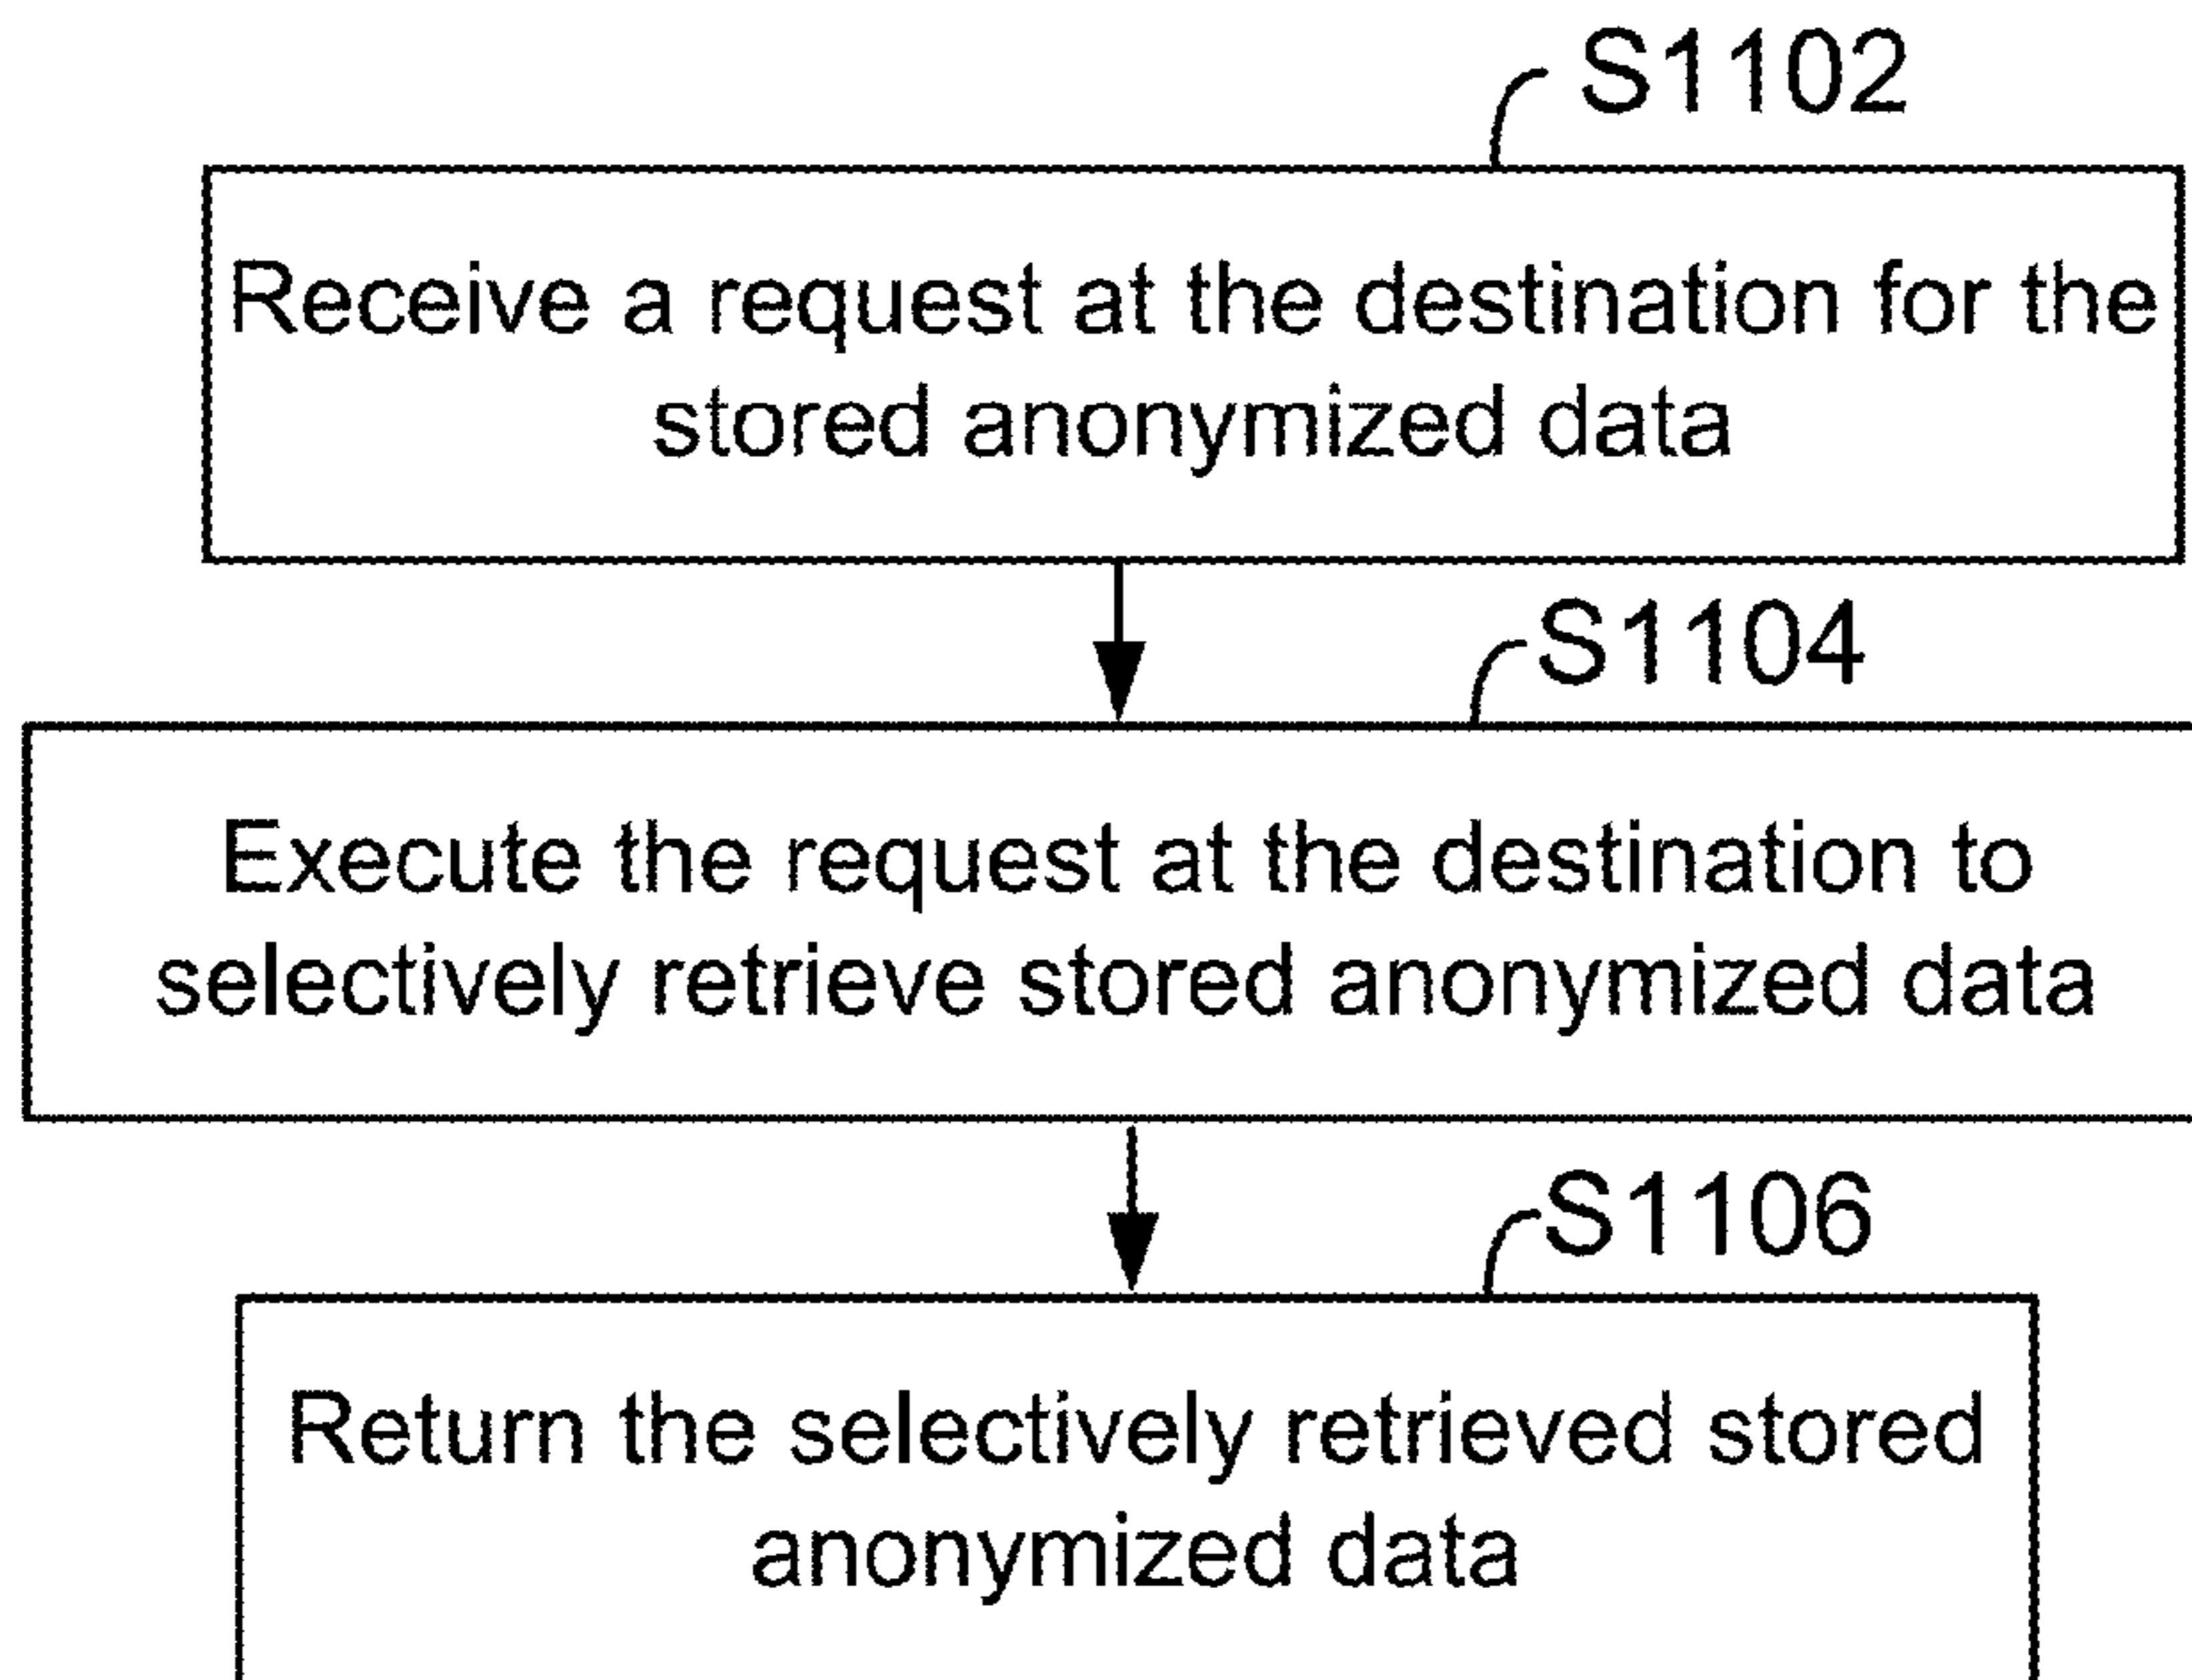 S1102
Receive a request at the destination for the
stored anonymized data
S1104
Execute the request at the destination to
selectively retrieve stored anonymized data
S1106
Return the selectively retrieved stored
anonymized data